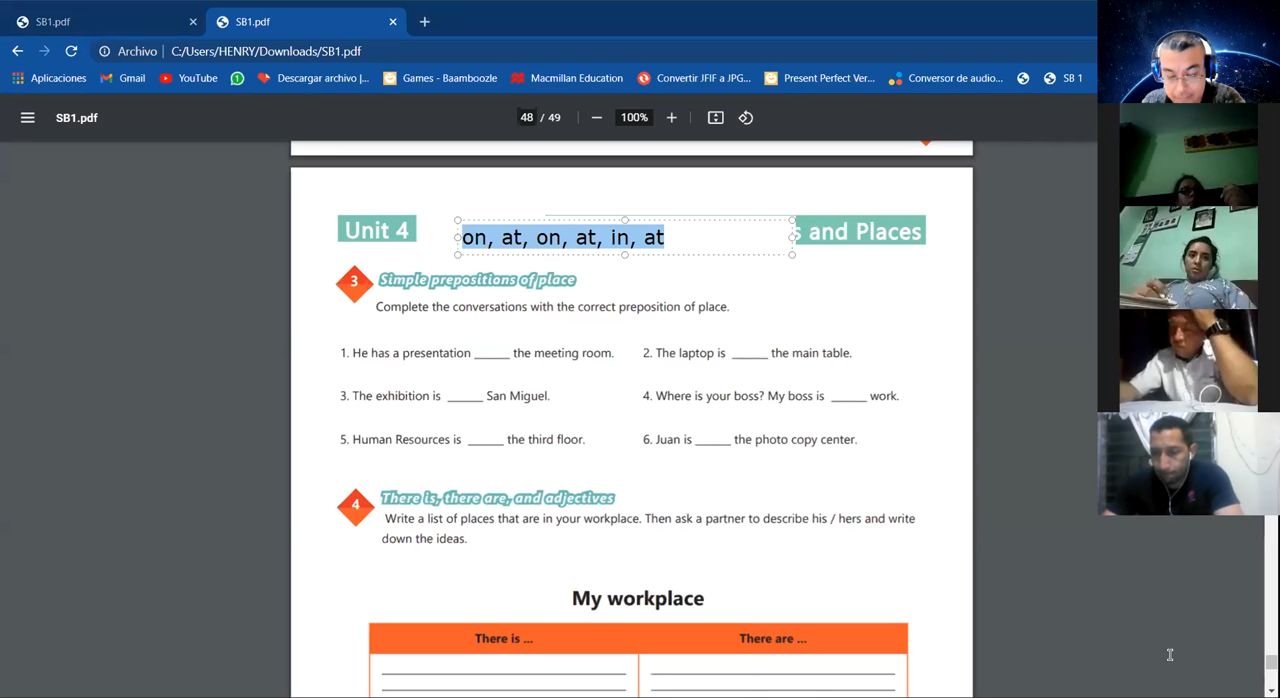 SB1.pdf
SB1.pdf
Archivo
C:/Users/HENRY/Downloads/SB1.pdf
Aplicaciones
Gmail
YouTube
Descargar archivo |...
Games - Baamboozle
Macmillan Education
Convertir JFIF a JPG...
Present Perfect Ver...
Conversor de audio...
SB 1
SB1.pdf
48 / 49
100%
Unit 4
on, at, on, at, in, at
s and Places
3
Simple prepositions of place
Complete the conversations with the correct preposition of place.
1. He has a presentation ______ the meeting room.
2. The laptop is ______ the main table.
3. The exhibition is ______ San Miguel.
4. Where is your boss? My boss is ______ work.
5. Human Resources is ______ the third floor.
6. Juan is ______ the photo copy center.
4
There is, there are, and adjectives
Write a list of places that are in your workplace. Then ask a partner to describe his / hers and write
down the ideas.
My workplace
There is ...
There are ...